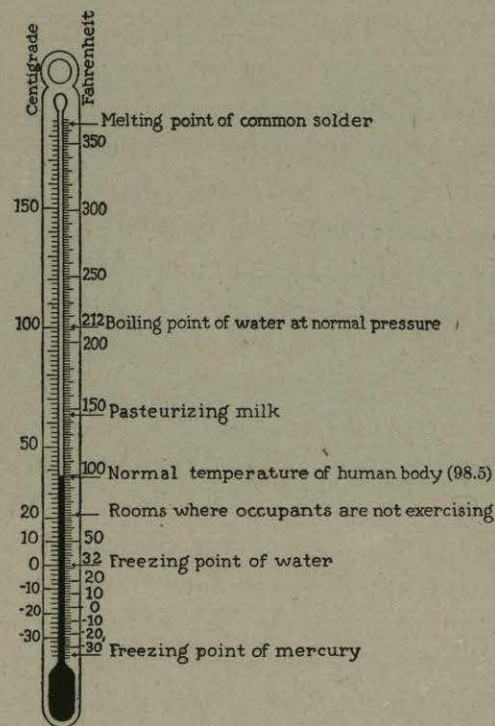 Centigrade
Fahrenheit
Melting point of common solder
350
150
300
250
100
212 Boiling point of water at normal pressure
200
150 Pasteurizing milk
50
100 Normal temperature of human body (98.5)
20
Rooms where occupants are not exercising
10
50
0
32 Freezing point of water
20
-10
10
-20
0
-10
-30
-20
30 Freezing point of mercury